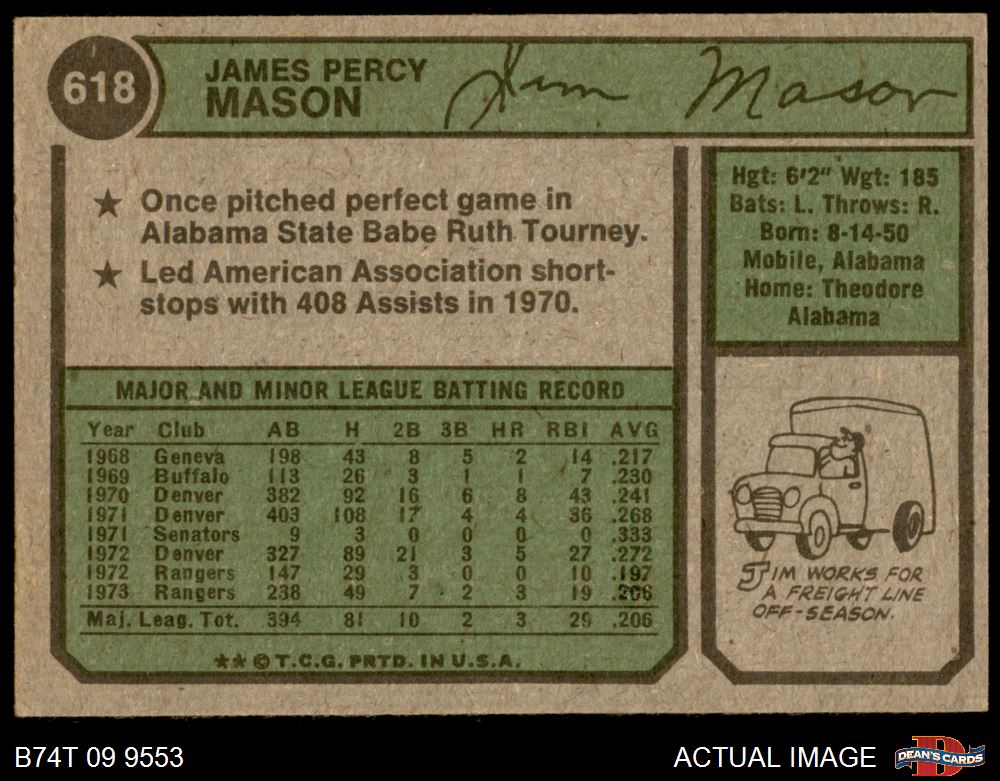 618
JAMES PERCY
MASON
Jim Mason
★ Once pitched perfect game in
Alabama State Babe Ruth Tourney.
★ Led American Association short-
stops with 408 Assists in 1970.
Hgt: 6'2" Wgt: 185
Bats: L. Throws: R.
Born: 8-14-50
Mobile, Alabama
Home: Theodore
Alabama
MAJOR AND MINOR LEAGUE BATTING RECORD
Year Club AB H 2B 3B HR RBI AVG
1968 Geneva 198 43 8 5 2 14 .217
1969 Buffalo 113 26 3 1 1 7 .230
1970 Denver 382 92 16 6 8 43 .241
1971 Denver 403 108 17 4 4 36 .268
1971 Senators 9 3 0 0 0 0 .333
1972 Denver 327 89 21 3 5 27 .272
1972 Rangers 147 29 3 0 0 10 .197
1973 Rangers 238 49 7 2 3 19 .206
Maj. Leag. Tot. 394 81 10 2 3 29 .206
★★ © T.C.G. PRTD. IN U.S.A.
JIM WORKS FOR
A FREIGHT LINE
OFF-SEASON.
B74T 09 9553
ACTUAL IMAGE
D
DEAN'S CARDS